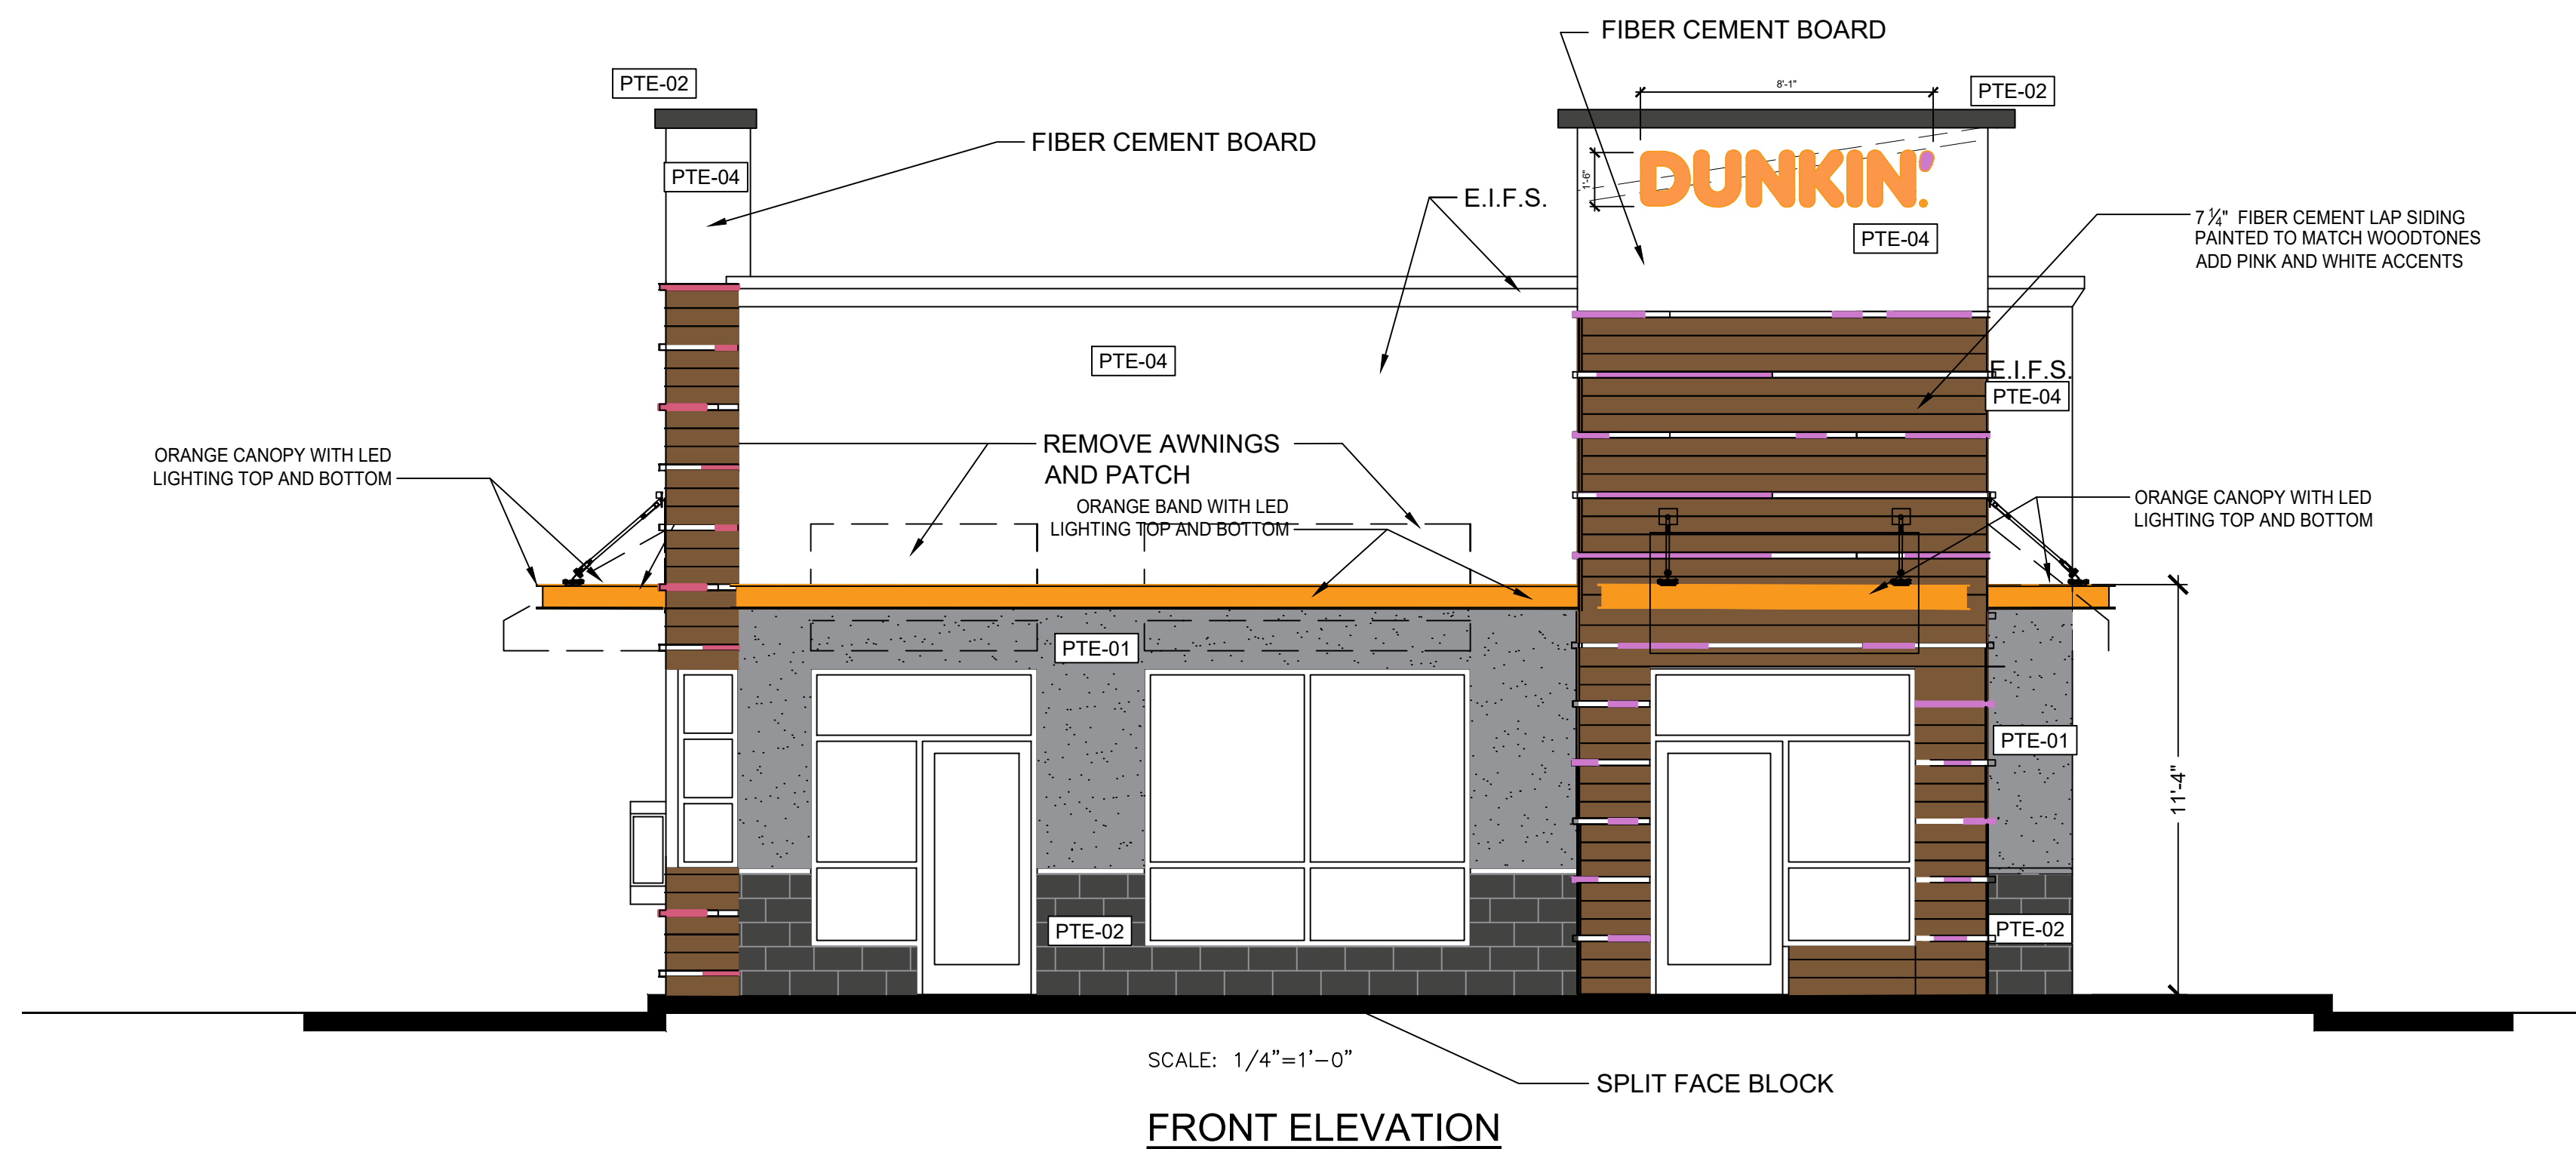 FIBER CEMENT BOARD
PTE-02
8'-1"
PTE-02
FIBER CEMENT BOARD
PTE-04
DUNKIN'
1'-6"
E.I.F.S.
PTE-04
7 ¼" FIBER CEMENT LAP SIDING
PAINTED TO MATCH WOODTONES
ADD PINK AND WHITE ACCENTS
PTE-04
E.I.F.S.
PTE-04
REMOVE AWNINGS
AND PATCH
ORANGE CANOPY WITH LED
LIGHTING TOP AND BOTTOM
ORANGE BAND WITH LED
LIGHTING TOP AND BOTTOM
ORANGE CANOPY WITH LED
LIGHTING TOP AND BOTTOM
PTE-01
PTE-01
11'-4"
PTE-02
PTE-02
SCALE: 1/4"=1'-0"
SPLIT FACE BLOCK
FRONT ELEVATION